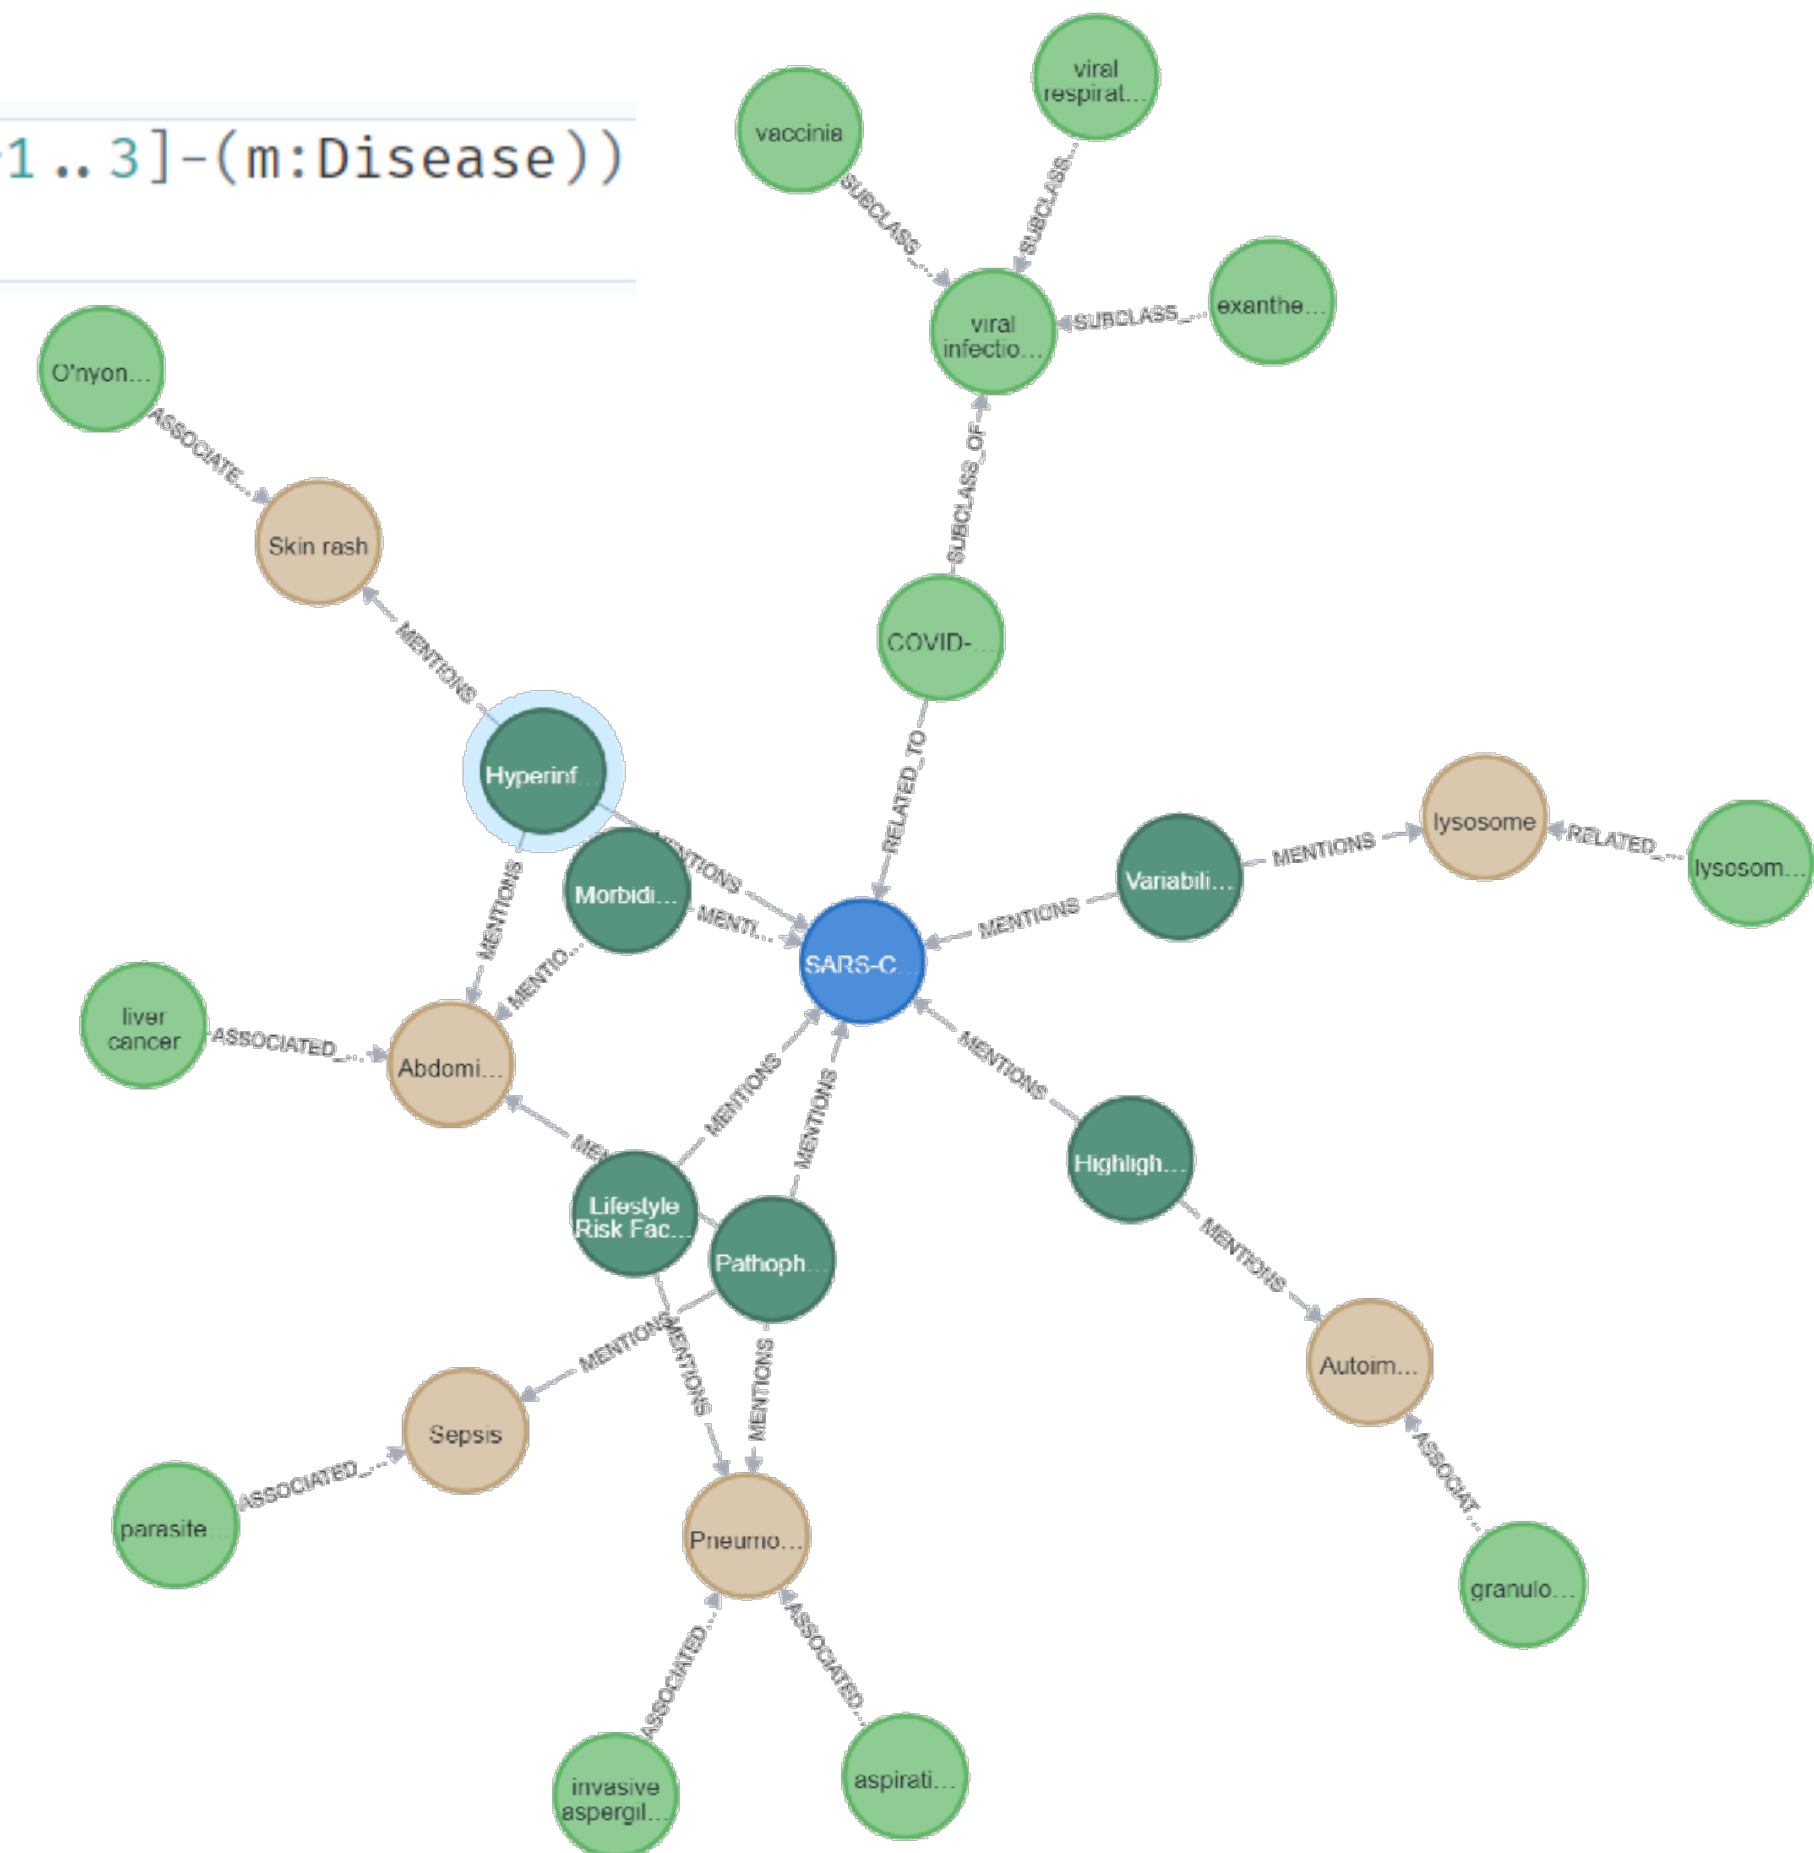 1..3]-(m:Disease))
viral
respirat...
vaccinia
SUBCLASS_...
SUBCLASS...
exanthe...
SUBCLASS_...
viral
infectio...
O'nyon...
ASSOCIATE...
SUBCLASS_OF
Skin rash
MENTIONS
COVID-...
RELATED_TO
Hyperinf...
MENTIONS
MENTIONS
Morbidi...
MENTI...
MENTIO...
Variabili...
MENTIONS
MENTIONS
lysosome
RELATED_...
lysosom...
SARS-C...
liver
cancer
ASSOCIATED_...
Abdomi...
MENTIONS
MENTIONS
MENTIONS
Highligh...
Lifestyle
Risk Fac...
Pathoph...
MENTIONS
MENTIONS
MENTIONS
MENTIONS
Autoim...
Sepsis
ASSOCIATED_...
parasite...
Pneumo...
ASSOCIAT...
granulo...
ASSOCIATED...
ASSOCIATED...
invasive
aspergil...
aspirati...